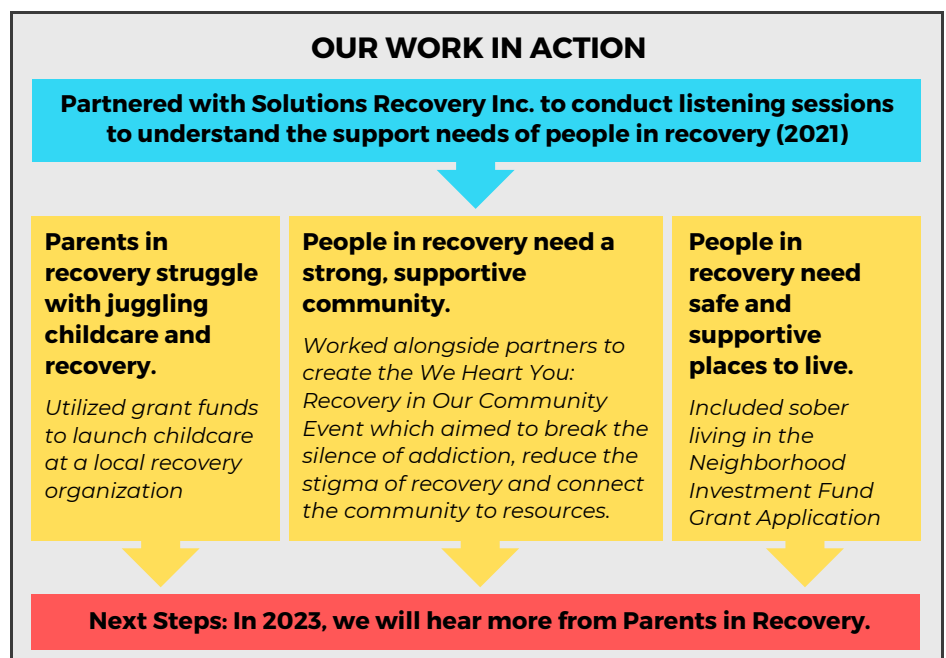 OUR WORK IN ACTION
Partnered with Solutions Recovery Inc. to conduct listening sessions
to understand the support needs of people in recovery (2021)
Parents in
recovery struggle
with juggling
childcare and
recovery.
Utilized grant funds
to launch childcare
at a local recovery
organization
People in recovery need a
strong, supportive
community.
Worked alongside partners to
create the We Heart You:
Recovery in Our Community
Event which aimed to break the
silence of addiction, reduce the
stigma of recovery and connect
the community to resources.
People in
recovery need
safe and
supportive
places to live.
Included sober
living in the
Neighborhood
Investment Fund
Grant Application
Next Steps: In 2023, we will hear more from Parents in Recovery.